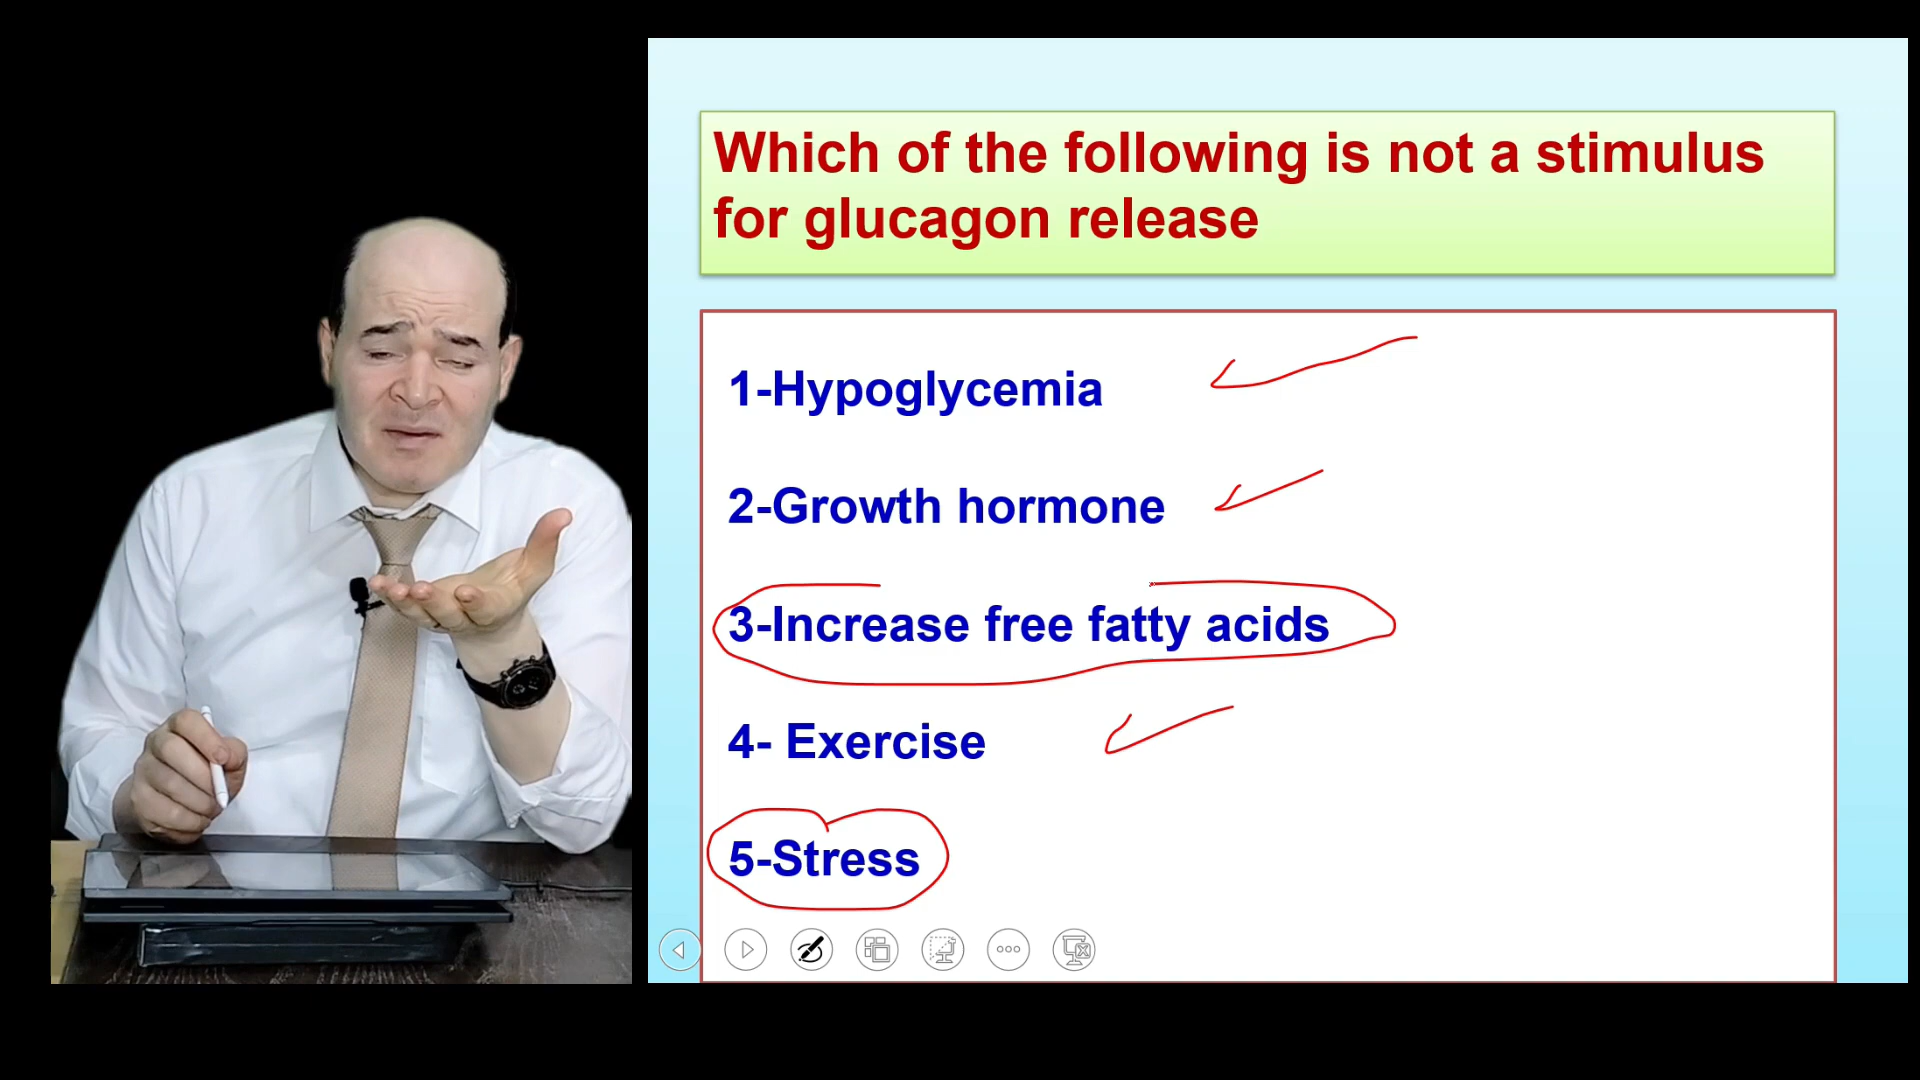 Which of the following is not a stimulus
for glucagon release
1-Hypoglycemia
2-Growth hormone
3-Increase free fatty acids
4- Exercise
5-Stress